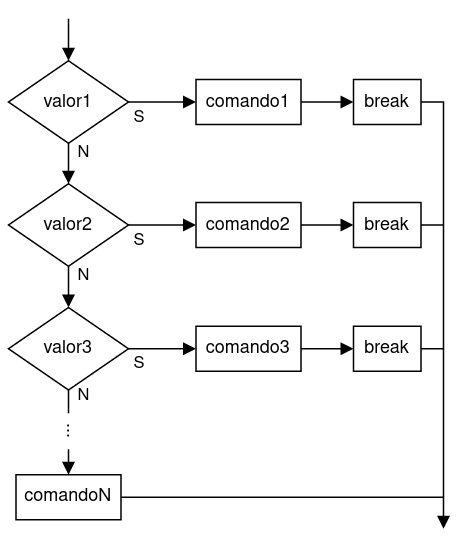 valor1
S
comando1
break
N
valor2
S
comando2
break
N
valor3
S
comando3
break
N
...
comandoN